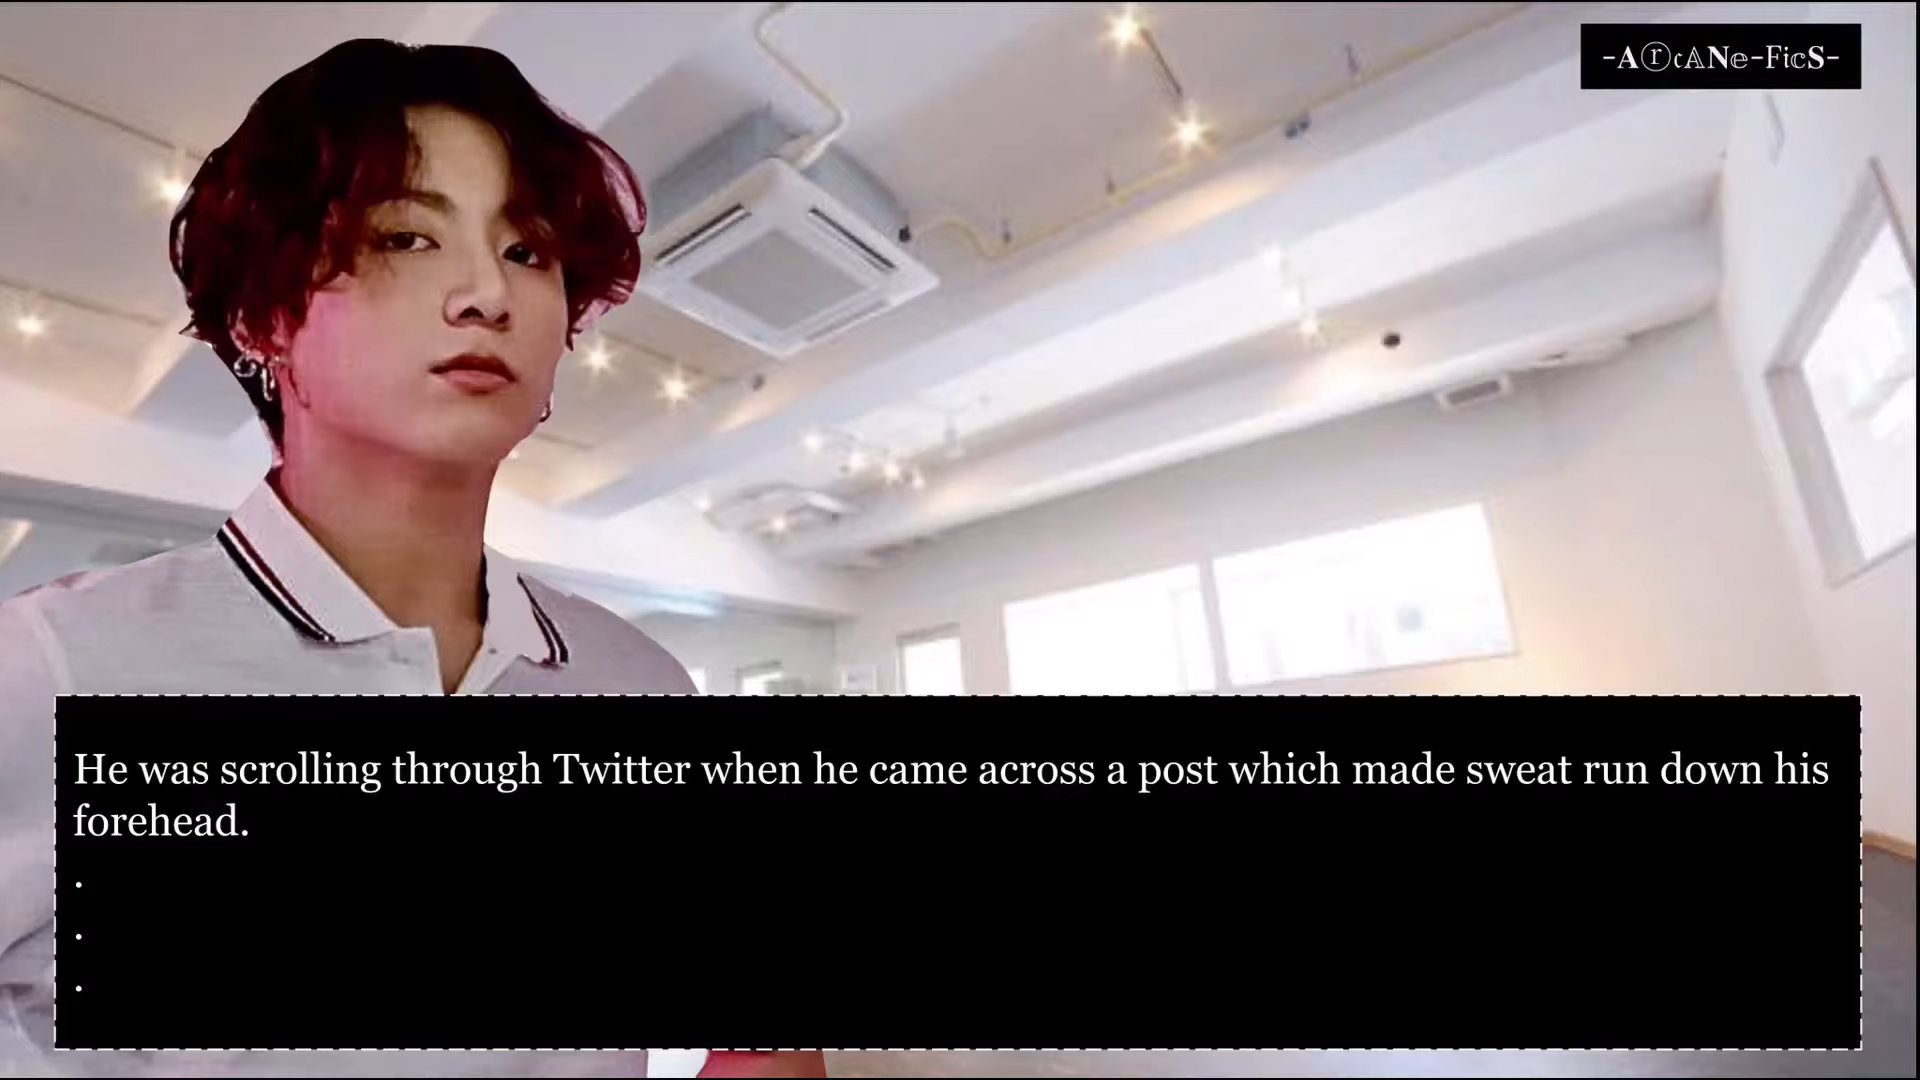 -AⓡcANe-FicS-
He was scrolling through Twitter when he came across a post which made sweat run down his
forehead.
.
.
.